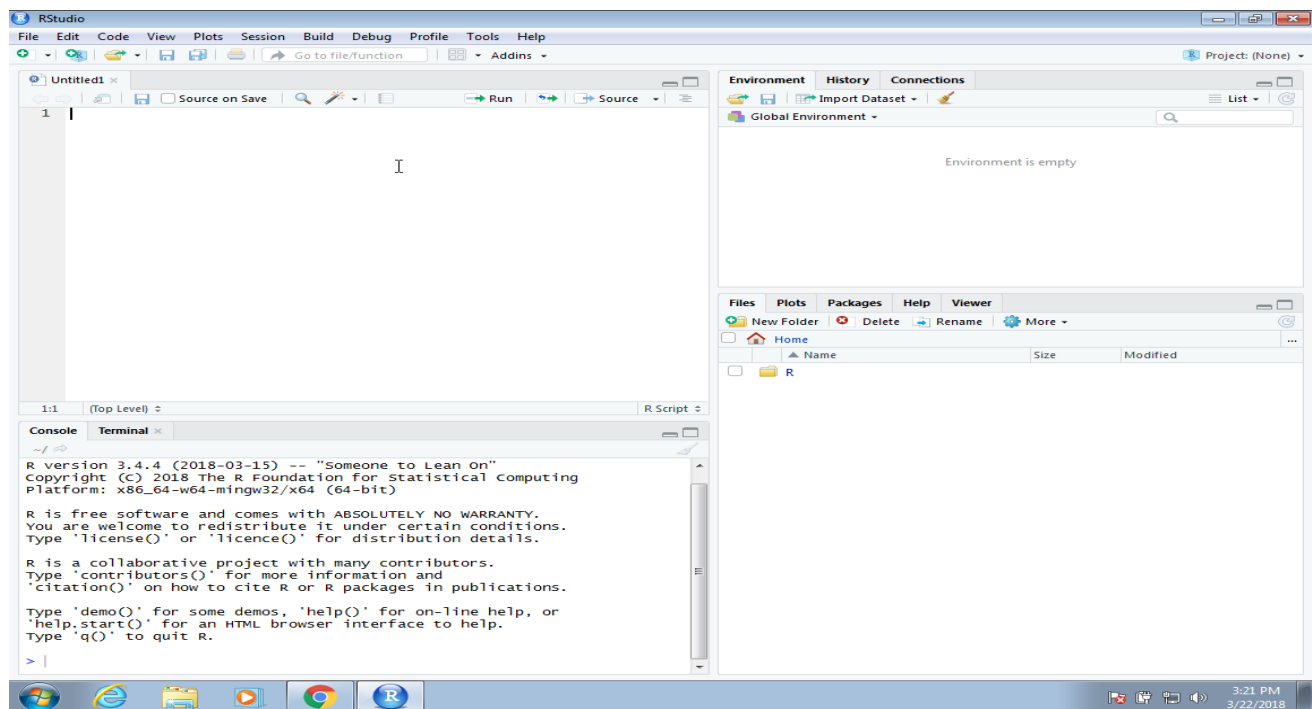 RStudio
File Edit Code View Plots Session Build Debug Profile Tools Help
Go to file/function Addins Project: (None)
Untitled1
Source on Save Run Source
1
1:1 (Top Level) R Script
Console Terminal
~/
R version 3.4.4 (2018-03-15) -- "Someone to Lean On"
Copyright (C) 2018 The R Foundation for Statistical Computing
Platform: x86_64-w64-mingw32/x64 (64-bit)
R is free software and comes with ABSOLUTELY NO WARRANTY.
You are welcome to redistribute it under certain conditions.
Type 'license()' or 'licence()' for distribution details.
R is a collaborative project with many contributors.
Type 'contributors()' for more information and
'citation()' on how to cite R or R packages in publications.
Type 'demo()' for some demos, 'help()' for on-line help, or
'help.start()' for an HTML browser interface to help.
Type 'q()' to quit R.
>
Environment History Connections
Import Dataset List
Global Environment
Environment is empty
Files Plots Packages Help Viewer
New Folder Delete Rename More
Home ...
Name Size Modified
R
3:21 PM
3/22/2018